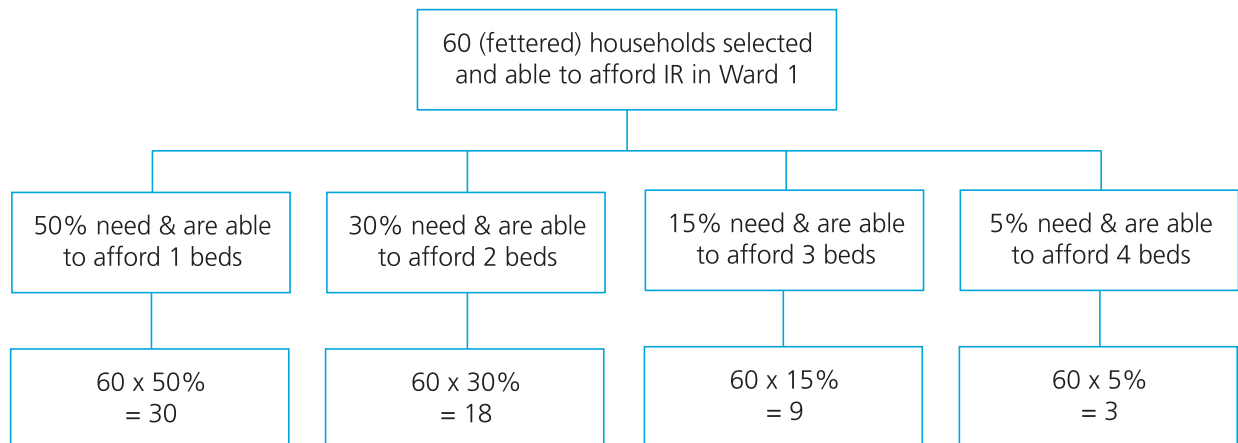 60 (fettered) households selected
and able to afford IR in Ward 1
50% need & are able
to afford 1 beds
30% need & are able
to afford 2 beds
15% need & are able
to afford 3 beds
5% need & are able
to afford 4 beds
60 x 50%
= 30
60 x 30%
= 18
60 x 15%
= 9
60 x 5%
= 3